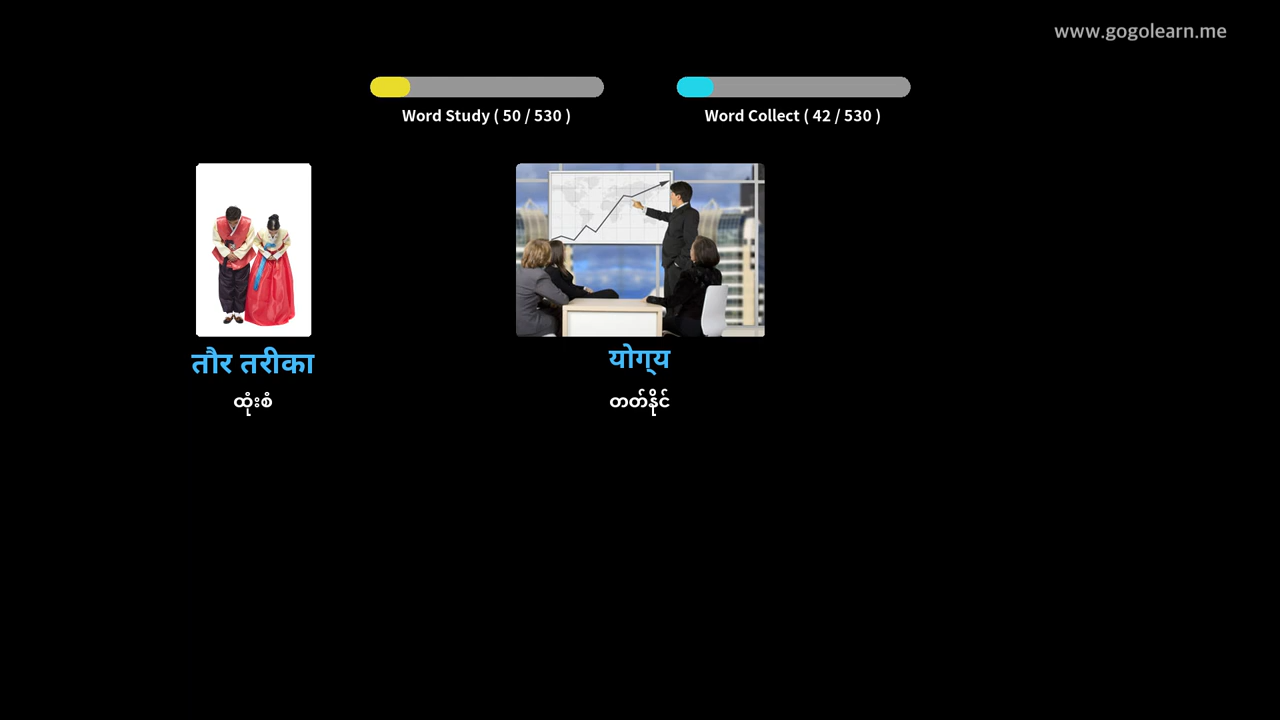 www.gogolearn.me
Word Study ( 50 / 530 )
Word Collect ( 42 / 530 )
तौर तरीका
ထုံးစံ
योग्‌य
တတ်နိုင်